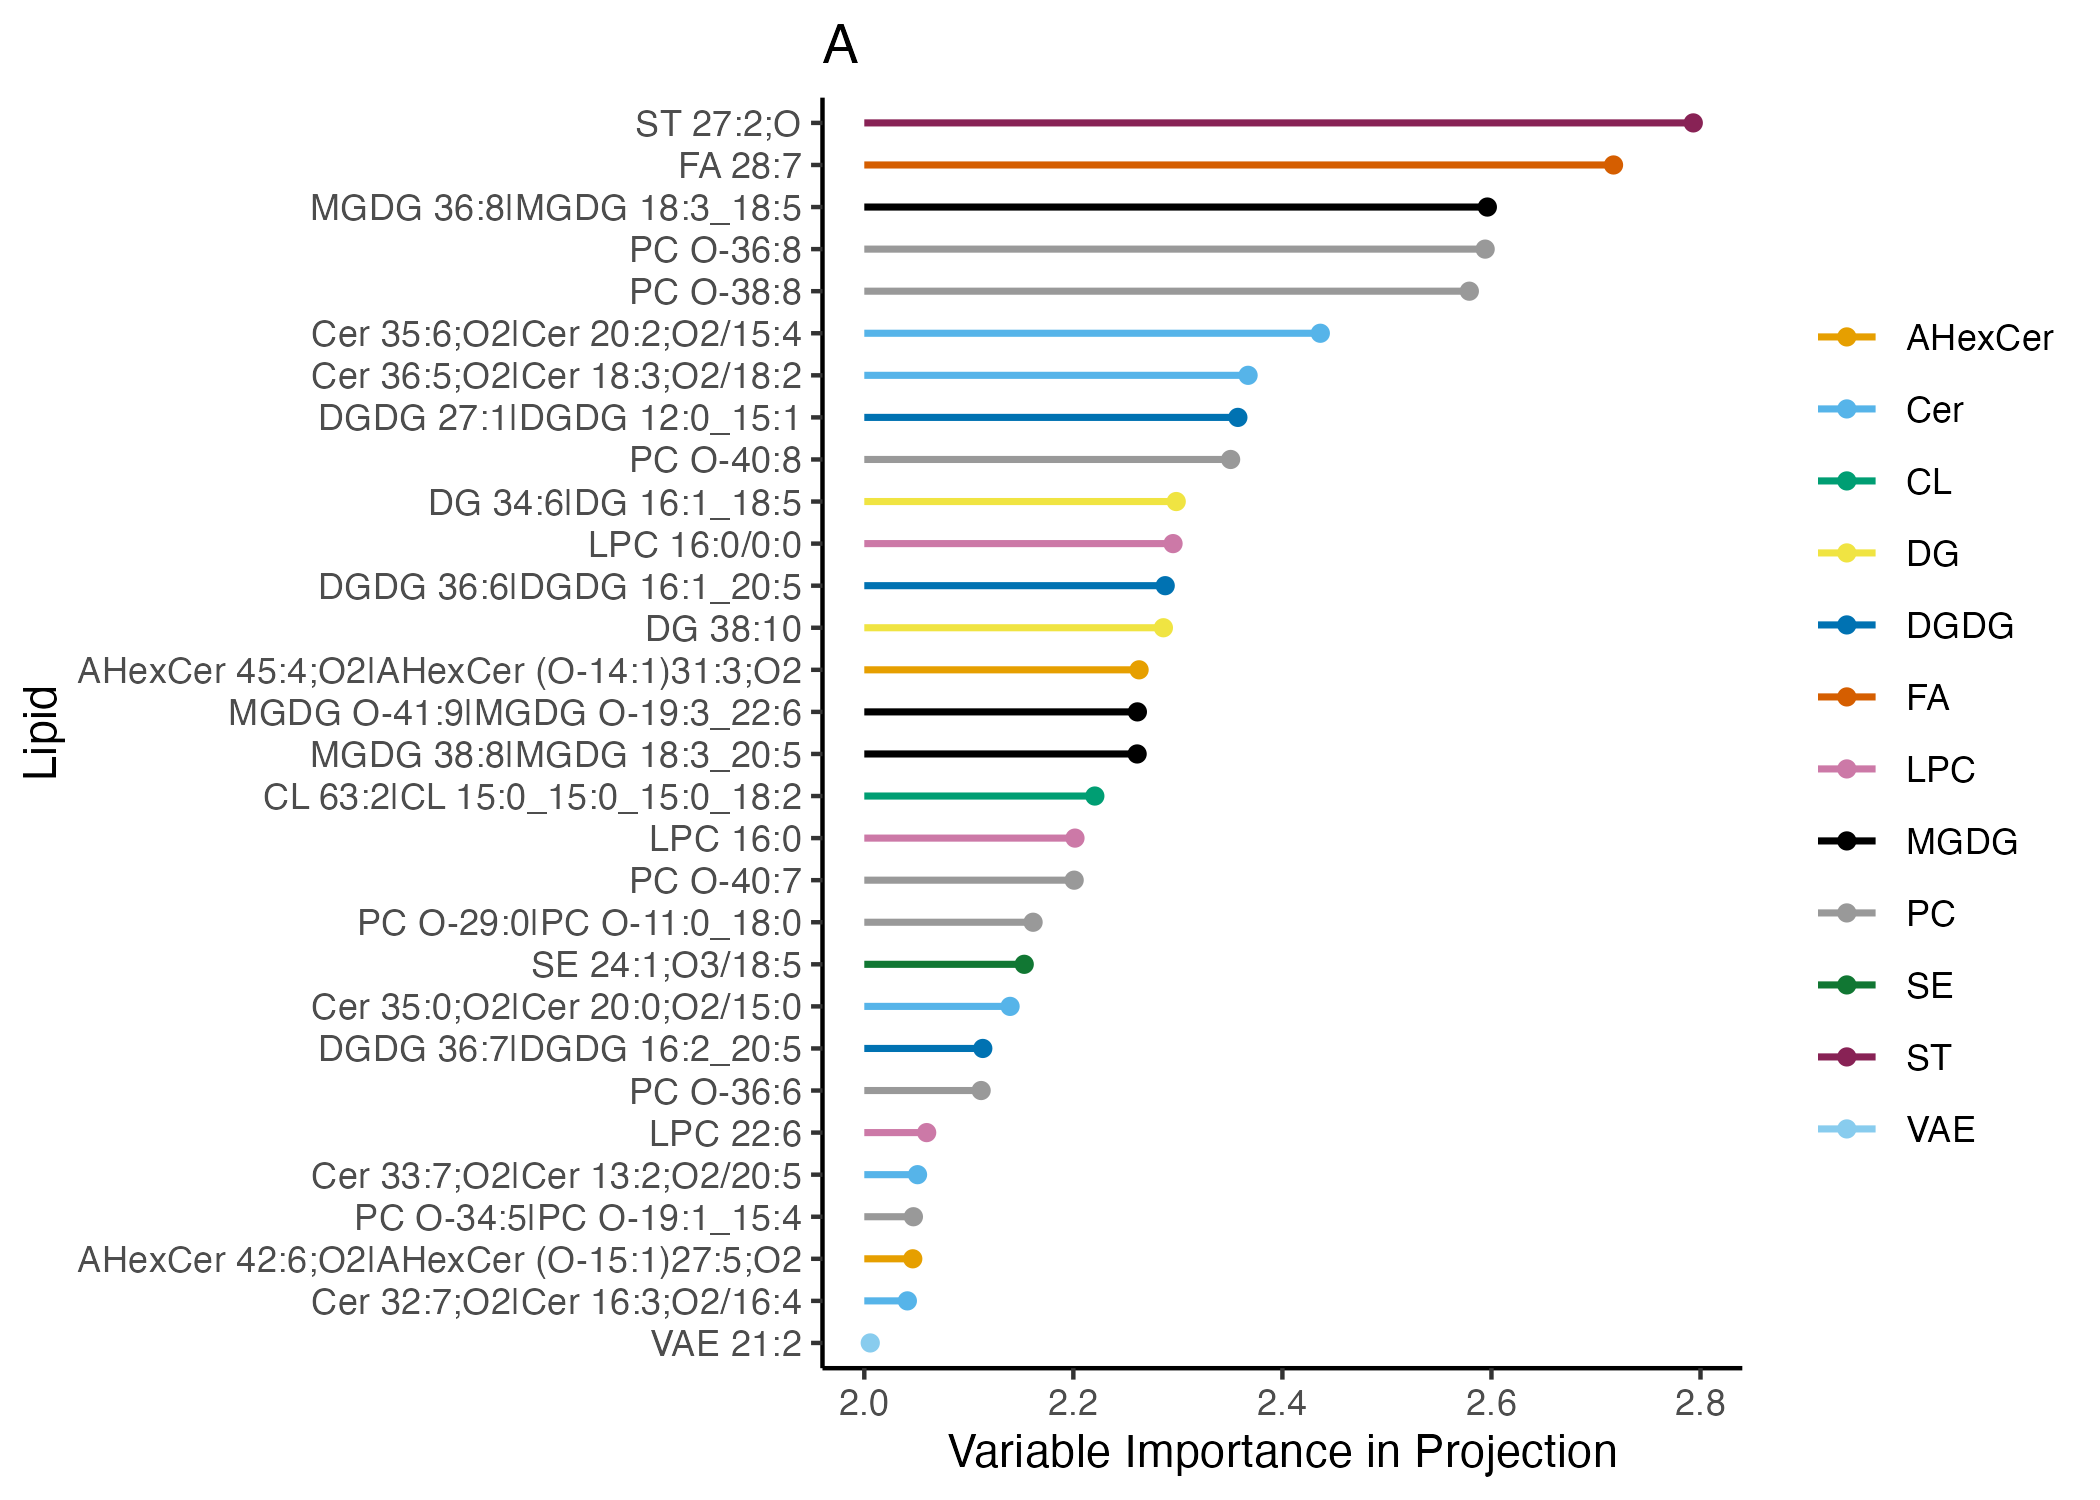 A
ST 27:2;O
FA 28:7
MGDG 36:8|MGDG 18:3_18:5
PC O-36:8
PC O-38:8
Cer 35:6;O2|Cer 20:2;O2/15:4
Cer 36:5;O2|Cer 18:3;O2/18:2
DGDG 27:1|DGDG 12:0_15:1
PC O-40:8
DG 34:6|DG 16:1_18:5
LPC 16:0/0:0
DGDG 36:6|DGDG 16:1_20:5
DG 38:10
AHexCer 45:4;O2|AHexCer (O-14:1)31:3;O2
MGDG O-41:9|MGDG O-19:3_22:6
MGDG 38:8|MGDG 18:3_20:5
CL 63:2|CL 15:0_15:0_15:0_18:2
LPC 16:0
PC O-40:7
PC O-29:0|PC O-11:0_18:0
SE 24:1;O3/18:5
Cer 35:0;O2|Cer 20:0;O2/15:0
DGDG 36:7|DGDG 16:2_20:5
PC O-36:6
LPC 22:6
Cer 33:7;O2|Cer 13:2;O2/20:5
PC O-34:5|PC O-19:1_15:4
AHexCer 42:6;O2|AHexCer (O-15:1)27:5;O2
Cer 32:7;O2|Cer 16:3;O2/16:4
VAE 21:2
Lipid
2.0 2.2 2.4 2.6 2.8
Variable Importance in Projection
AHexCer
Cer
CL
DG
DGDG
FA
LPC
MGDG
PC
SE
ST
VAE